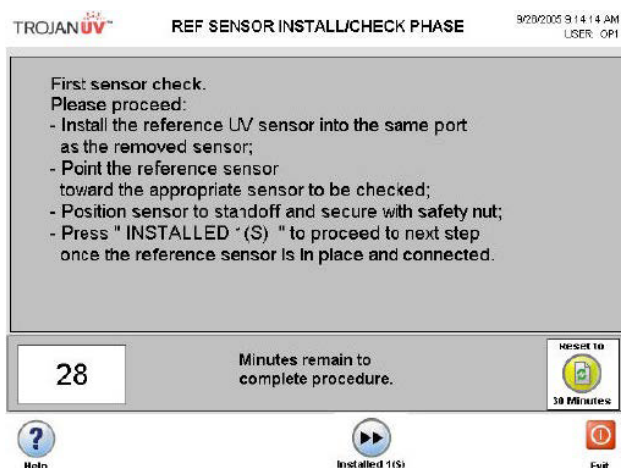 TROJANUV™
REF SENSOR INSTALL/CHECK PHASE
9/28/2005 9:14:14 AM
USER: OP1
First sensor check.
Please proceed:
- Install the reference UV sensor into the same port
as the removed sensor;
- Point the reference sensor
toward the appropriate sensor to be checked;
- Position sensor to standoff and secure with safety nut;
- Press " INSTALLED 1(S) " to proceed to next step
once the reference sensor is in place and connected.
28
Minutes remain to
complete procedure.
Reset to
30 Minutes
?
Help
Installed 1(S)
Exit